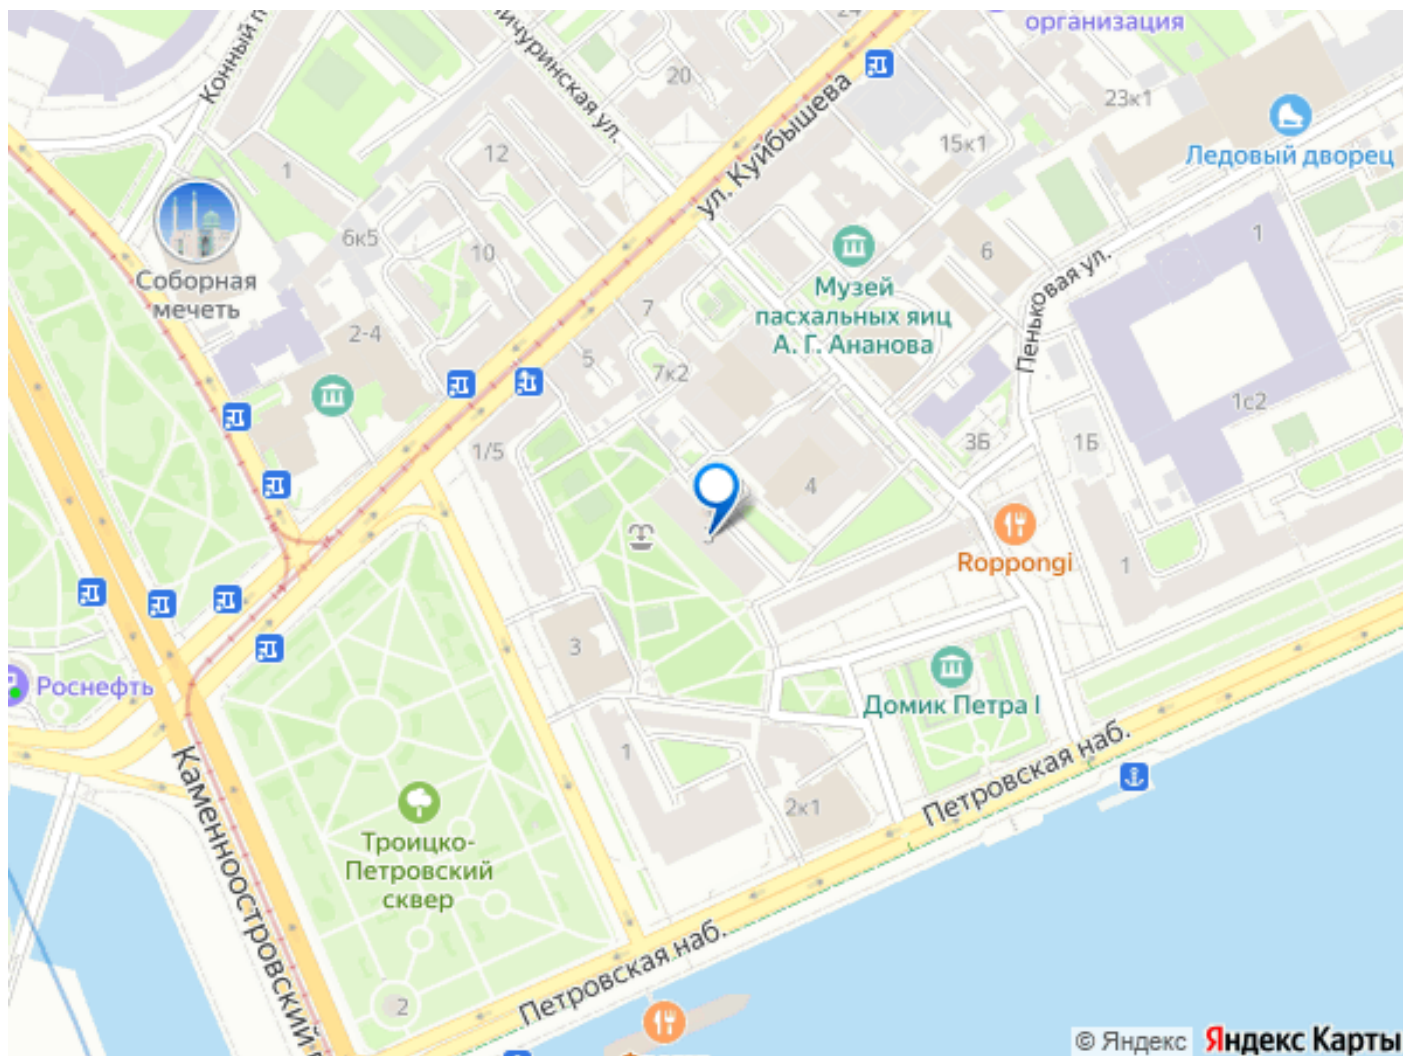 24
организация
Конный п
ичуринская ул.
20
ул. Куйбышева
23к1
Ледовый дворец
12
15к1
1
6к5
10
6
Пеньковая ул.
1
Соборная
мечеть
Музей
пасхальных яиц
А. Г. Ананова
7
2-4
5
7к2
1с2
1/5
3Б
1Б
4
Roppongi
1
3
Роснефть
Домик Петра I
1
2к1
Петровская наб.
Каменноостровский п
Троицко-
Петровский
сквер
Петровская наб.
2
© Яндекс Яндекс Карты